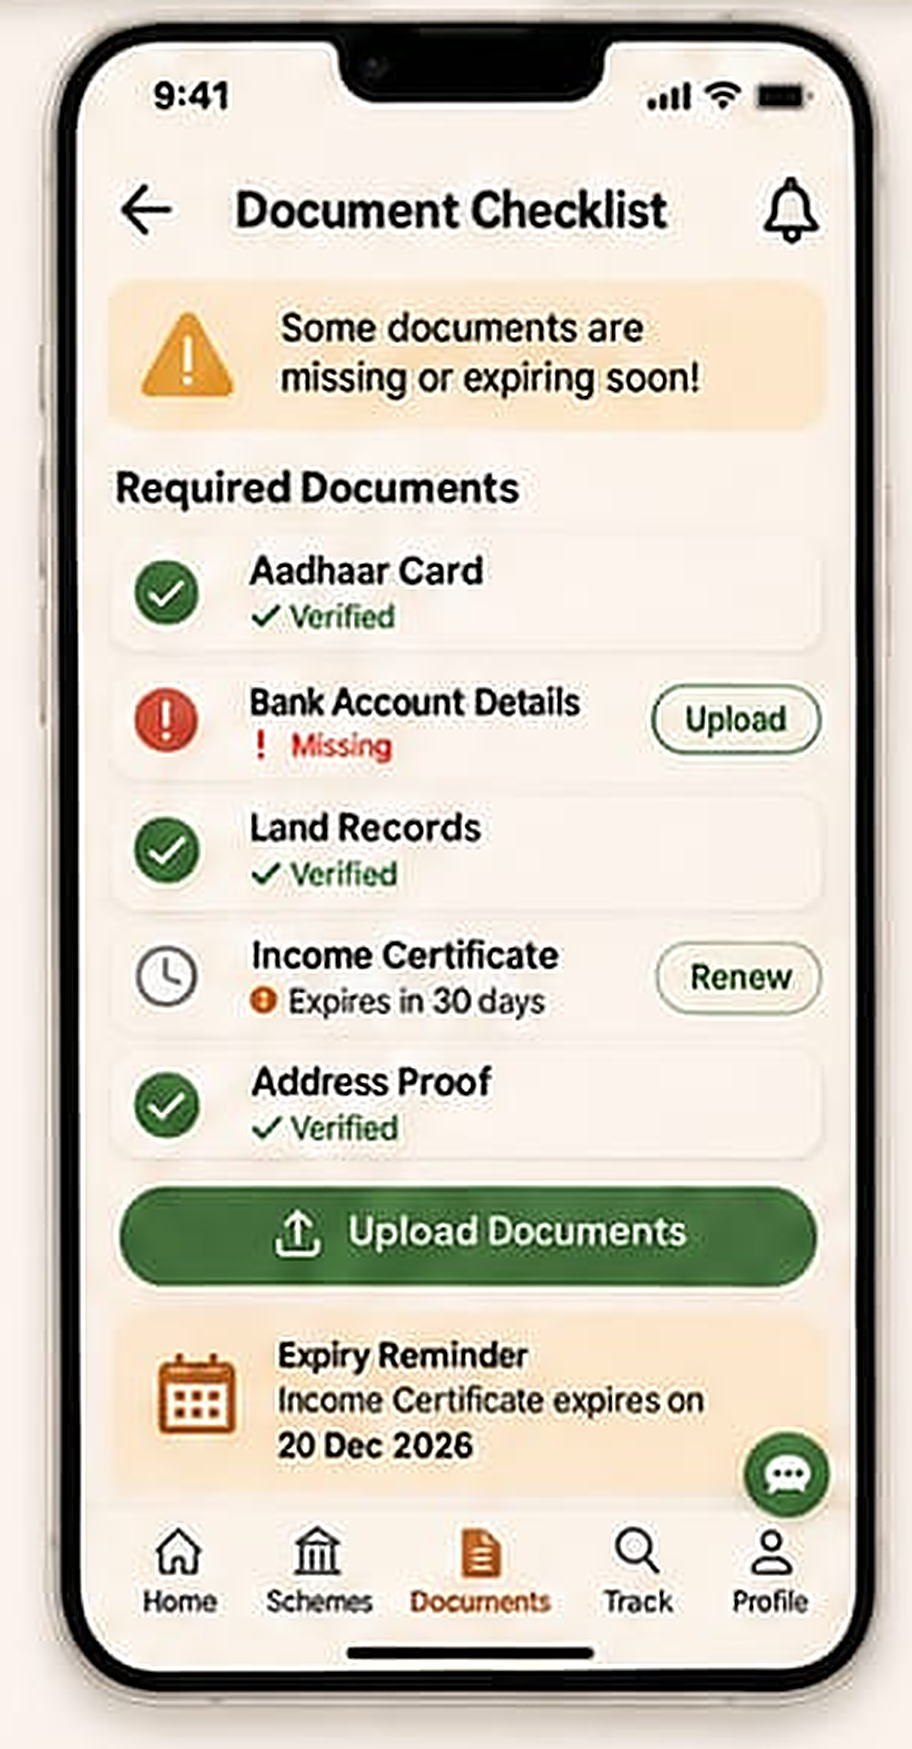 9:41
Document Checklist
Some documents are
missing or expiring soon!
Required Documents
Aadhaar Card
✓ Verified
Bank Account Details
! Missing
Upload
Land Records
✓ Verified
Income Certificate
Expires in 30 days
Renew
Address Proof
✓ Verified
Upload Documents
Expiry Reminder
Income Certificate expires on
20 Dec 2026
Home
Schemes
Documents
Track
Profile